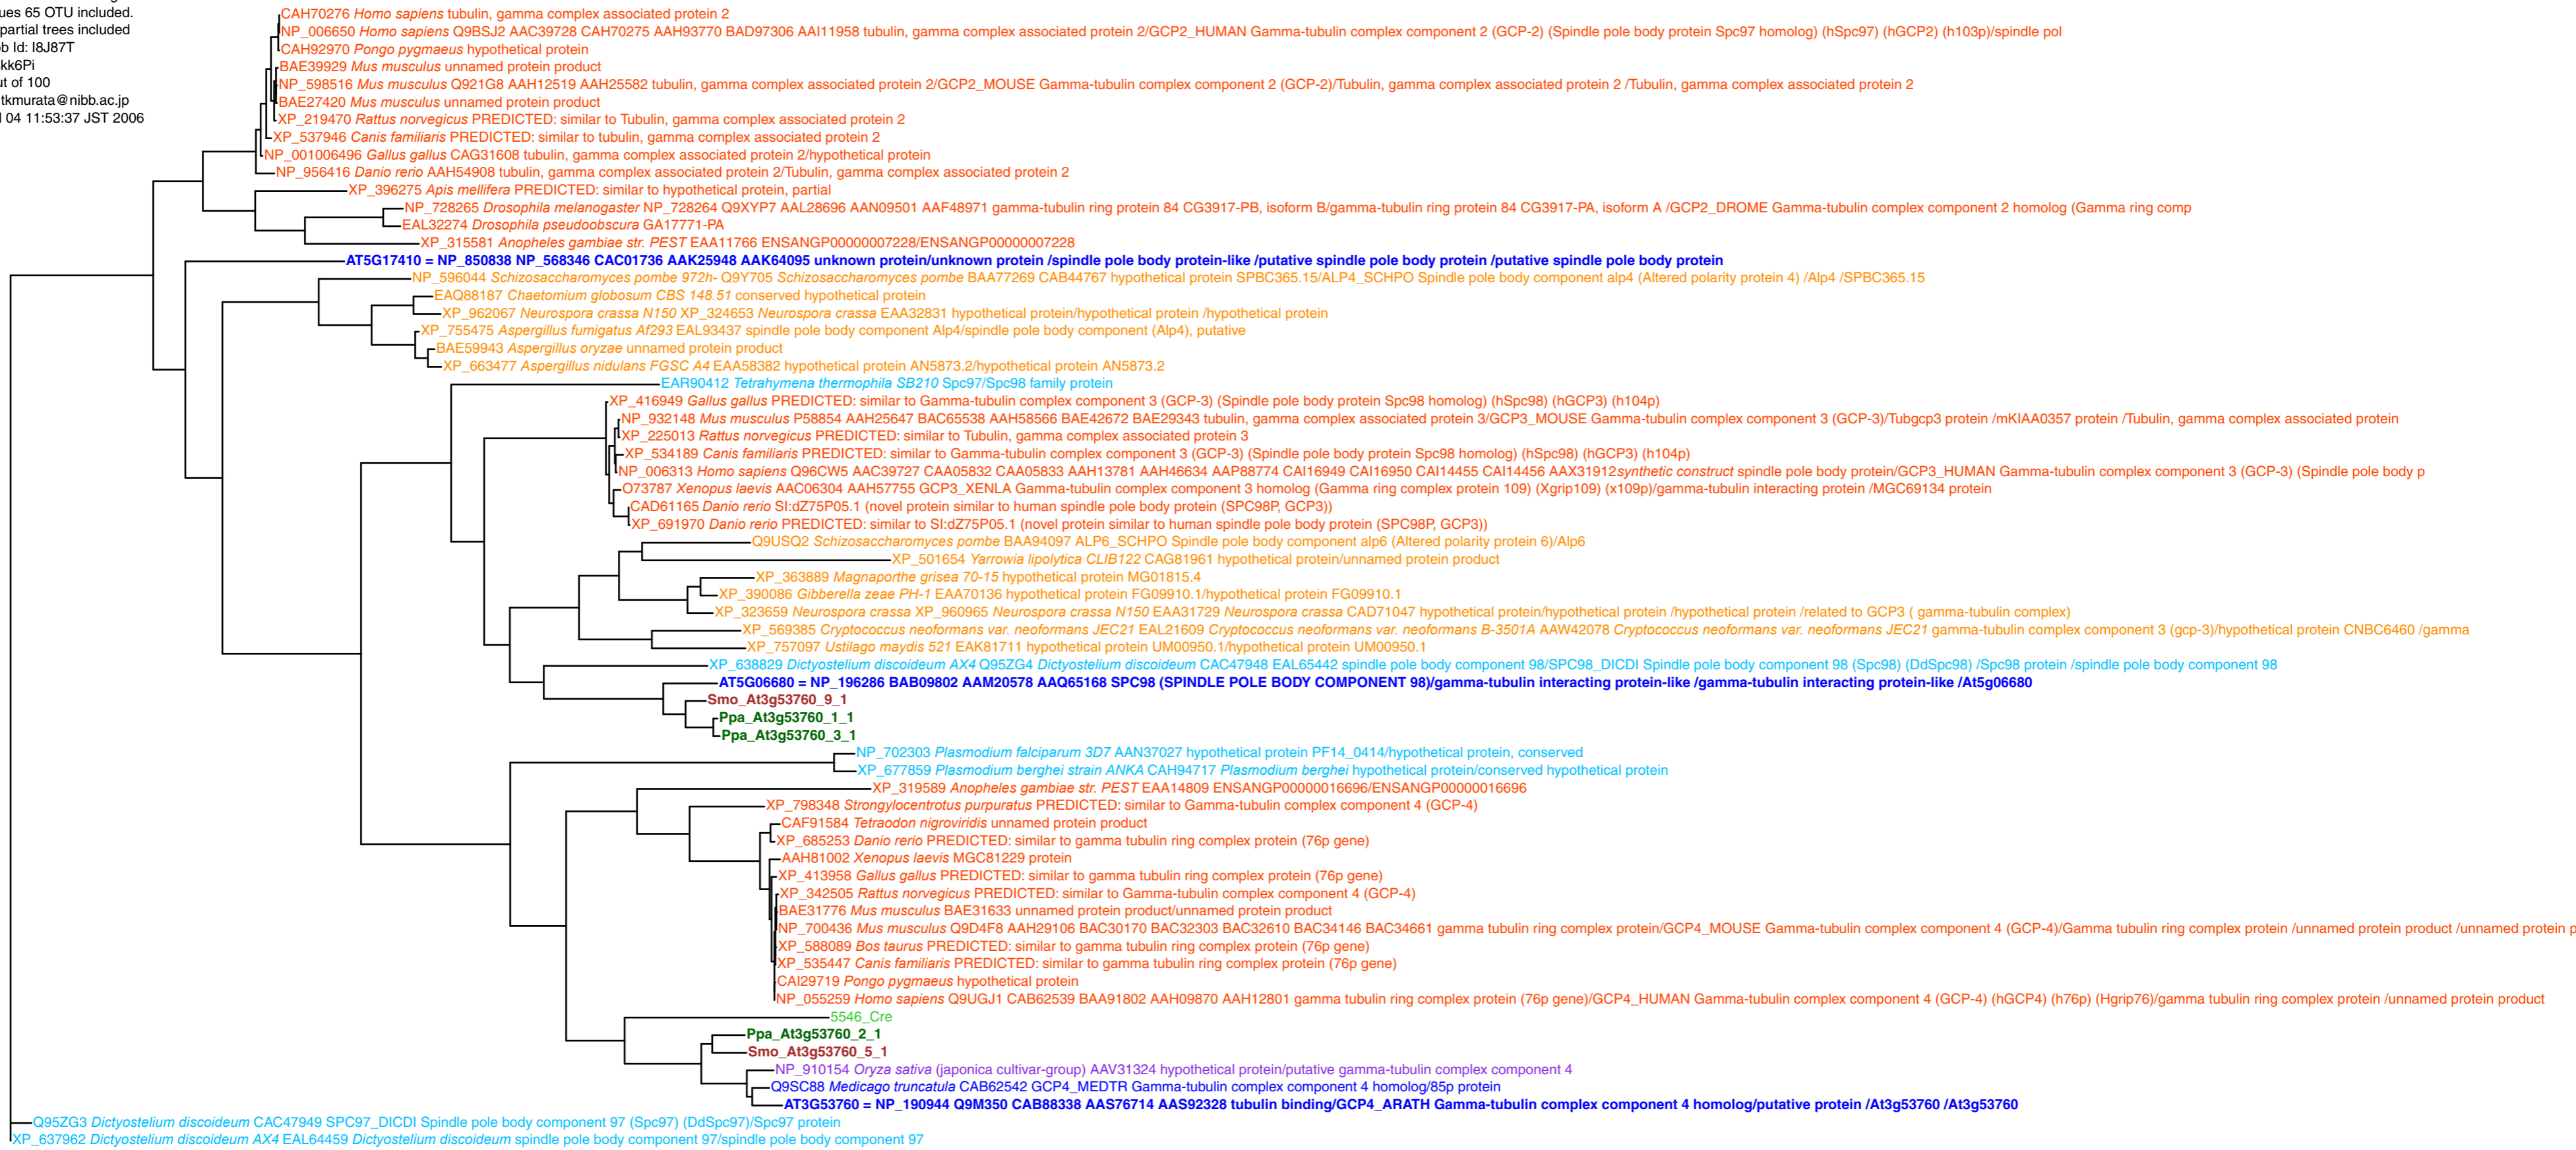 ues 65 OTU included.
partial trees included
b Id: I8J87T
kk6Pi
ut of 100
tkmurata@nibb.ac.jp
04 11:53:37 JST 2006
CAH70276 Homo sapiens tubulin, gamma complex associated protein 2
NP_006650 Homo sapiens Q9BSJ2 AAC39728 CAH70275 AAH93770 BAD97306 AAI11958 tubulin, gamma complex associated protein 2/GCP2_HUMAN Gamma-tubulin complex component 2 (GCP-2) (Spindle pole body protein Spc97 homolog) (hSpc97) (hGCP2) (h103p)/spindle pol
CAH92970 Pongo pygmaeus hypothetical protein
BAE39929 Mus musculus unnamed protein product
NP_598516 Mus musculus Q921G8 AAH12519 AAH25582 tubulin, gamma complex associated protein 2/GCP2_MOUSE Gamma-tubulin complex component 2 (GCP-2)/Tubulin, gamma complex associated protein 2 /Tubulin, gamma complex associated protein 2
BAE27420 Mus musculus unnamed protein product
XP_219470 Rattus norvegicus PREDICTED: similar to Tubulin, gamma complex associated protein 2
XP_537946 Canis familiaris PREDICTED: similar to tubulin, gamma complex associated protein 2
NP_001006496 Gallus gallus CAG31608 tubulin, gamma complex associated protein 2/hypothetical protein
NP_956416 Danio rerio AAH54908 tubulin, gamma complex associated protein 2/Tubulin, gamma complex associated protein 2
XP_396275 Apis mellifera PREDICTED: similar to hypothetical protein, partial
NP_728265 Drosophila melanogaster NP_728264 Q9XYP7 AAL28696 AAN09501 AAF48971 gamma-tubulin ring protein 84 CG3917-PB, isoform B/gamma-tubulin ring protein 84 CG3917-PA, isoform A /GCP2_DROME Gamma-tubulin complex component 2 homolog (Gamma ring comp
EAL32274 Drosophila pseudoobscura GA17771-PA
XP_315581 Anopheles gambiae str. PEST EAA11766 ENSANGP00000007228/ENSANGP00000007228
AT5G17410 = NP_850838 NP_568346 CAC01736 AAK25948 AAK64095 unknown protein/unknown protein /spindle pole body protein-like /putative spindle pole body protein /putative spindle pole body protein
NP_596044 Schizosaccharomyces pombe 972h- Q9Y705 Schizosaccharomyces pombe BAA77269 CAB44767 hypothetical protein SPBC365.15/ALP4_SCHPO Spindle pole body component alp4 (Altered polarity protein 4) /Alp4 /SPBC365.15
EAQ88187 Chaetomium globosum CBS 148.51 conserved hypothetical protein
XP_962067 Neurospora crassa N150 XP_324653 Neurospora crassa EAA32831 hypothetical protein/hypothetical protein /hypothetical protein
XP_755475 Aspergillus fumigatus Af293 EAL93437 spindle pole body component Alp4/spindle pole body component (Alp4), putative
BAE59943 Aspergillus oryzae unnamed protein product
XP_663477 Aspergillus nidulans FGSC A4 EAA58382 hypothetical protein AN5873.2/hypothetical protein AN5873.2
EAR90412 Tetrahymena thermophila SB210 Spc97/Spc98 family protein
XP_416949 Gallus gallus PREDICTED: similar to Gamma-tubulin complex component 3 (GCP-3) (Spindle pole body protein Spc98 homolog) (hSpc98) (hGCP3) (h104p)
NP_932148 Mus musculus P58854 AAH25647 BAC65538 AAH58566 BAE42672 BAE29343 tubulin, gamma complex associated protein 3/GCP3_MOUSE Gamma-tubulin complex component 3 (GCP-3)/Tubgcp3 protein /mKIAA0357 protein /Tubulin, gamma complex associated protein
XP_225013 Rattus norvegicus PREDICTED: similar to Tubulin, gamma complex associated protein 3
XP_534189 Canis familiaris PREDICTED: similar to Gamma-tubulin complex component 3 (GCP-3) (Spindle pole body protein Spc98 homolog) (hSpc98) (hGCP3) (h104p)
NP_006313 Homo sapiens Q96CW5 AAC39727 CAA05832 CAA05833 AAH13781 AAH46634 AAP88774 CAI16949 CAI16950 CAI14455 CAI14456 AAX31912synthetic construct spindle pole body protein/GCP3_HUMAN Gamma-tubulin complex component 3 (GCP-3) (Spindle pole body p
O73787 Xenopus laevis AAC06304 AAH57755 GCP3_XENLA Gamma-tubulin complex component 3 homolog (Gamma ring complex protein 109) (Xgrip109) (x109p)/gamma-tubulin interacting protein /MGC69134 protein
CAD61165 Danio rerio SI:dZ75P05.1 (novel protein similar to human spindle pole body protein (SPC98P, GCP3))
XP_691970 Danio rerio PREDICTED: similar to SI:dZ75P05.1 (novel protein similar to human spindle pole body protein (SPC98P, GCP3))
Q9USQ2 Schizosaccharomyces pombe BAA94097 ALP6_SCHPO Spindle pole body component alp6 (Altered polarity protein 6)/Alp6
XP_501654 Yarrowia lipolytica CLIB122 CAG81961 hypothetical protein/unnamed protein product
XP_363889 Magnaporthe grisea 70-15 hypothetical protein MG01815.4
XP_390086 Gibberella zeae PH-1 EAA70136 hypothetical protein FG09910.1/hypothetical protein FG09910.1
XP_323659 Neurospora crassa XP_960965 Neurospora crassa N150 EAA31729 Neurospora crassa CAD71047 hypothetical protein/hypothetical protein /hypothetical protein /related to GCP3 ( gamma-tubulin complex)
XP_569385 Cryptococcus neoformans var. neoformans JEC21 EAL21609 Cryptococcus neoformans var. neoformans B-3501A AAW42078 Cryptococcus neoformans var. neoformans JEC21 gamma-tubulin complex component 3 (gcp-3)/hypothetical protein CNBC6460 /gamma
XP_757097 Ustilago maydis 521 EAK81711 hypothetical protein UM00950.1/hypothetical protein UM00950.1
XP_638829 Dictyostelium discoideum AX4 Q95ZG4 Dictyostelium discoideum CAC47948 EAL65442 spindle pole body component 98/SPC98_DICDI Spindle pole body component 98 (Spc98) (DdSpc98) /Spc98 protein /spindle pole body component 98
AT5G06680 = NP_196286 BAB09802 AAM20578 AAQ65168 SPC98 (SPINDLE POLE BODY COMPONENT 98)/gamma-tubulin interacting protein-like /gamma-tubulin interacting protein-like /At5g06680
Smo_At3g53760_9_1
Ppa_At3g53760_1_1
Ppa_At3g53760_3_1
NP_702303 Plasmodium falciparum 3D7 AAN37027 hypothetical protein PF14_0414/hypothetical protein, conserved
XP_677859 Plasmodium berghei strain ANKA CAH94717 Plasmodium berghei hypothetical protein/conserved hypothetical protein
XP_319589 Anopheles gambiae str. PEST EAA14809 ENSANGP00000016696/ENSANGP00000016696
XP_798348 Strongylocentrotus purpuratus PREDICTED: similar to Gamma-tubulin complex component 4 (GCP-4)
CAF91584 Tetraodon nigroviridis unnamed protein product
XP_685253 Danio rerio PREDICTED: similar to gamma tubulin ring complex protein (76p gene)
AAH81002 Xenopus laevis MGC81229 protein
XP_413958 Gallus gallus PREDICTED: similar to gamma tubulin ring complex protein (76p gene)
XP_342505 Rattus norvegicus PREDICTED: similar to Gamma-tubulin complex component 4 (GCP-4)
BAE31776 Mus musculus BAE31633 unnamed protein product/unnamed protein product
NP_700436 Mus musculus Q9D4F8 AAH29106 BAC30170 BAC32303 BAC32610 BAC34146 BAC34661 gamma tubulin ring complex protein/GCP4_MOUSE Gamma-tubulin complex component 4 (GCP-4)/Gamma tubulin ring complex protein /unnamed protein product /unnamed protein p
XP_588089 Bos taurus PREDICTED: similar to gamma tubulin ring complex protein (76p gene)
XP_535447 Canis familiaris PREDICTED: similar to gamma tubulin ring complex protein (76p gene)
CAI29719 Pongo pygmaeus hypothetical protein
NP_055259 Homo sapiens Q9UGJ1 CAB62539 BAA91802 AAH09870 AAH12801 gamma tubulin ring complex protein (76p gene)/GCP4_HUMAN Gamma-tubulin complex component 4 (GCP-4) (hGCP4) (h76p) (Hgrip76)/gamma tubulin ring complex protein /unnamed protein product
5546_Cre
Ppa_At3g53760_2_1
Smo_At3g53760_5_1
NP_910154 Oryza sativa (japonica cultivar-group) AAV31324 hypothetical protein/putative gamma-tubulin complex component 4
Q9SC88 Medicago truncatula CAB62542 GCP4_MEDTR Gamma-tubulin complex component 4 homolog/85p protein
AT3G53760 = NP_190944 Q9M350 CAB88338 AAS76714 AAS92328 tubulin binding/GCP4_ARATH Gamma-tubulin complex component 4 homolog/putative protein /At3g53760 /At3g53760
Q95ZG3 Dictyostelium discoideum CAC47949 SPC97_DICDI Spindle pole body component 97 (Spc97) (DdSpc97)/Spc97 protein
XP_637962 Dictyostelium discoideum AX4 EAL64459 Dictyostelium discoideum spindle pole body component 97/spindle pole body component 97